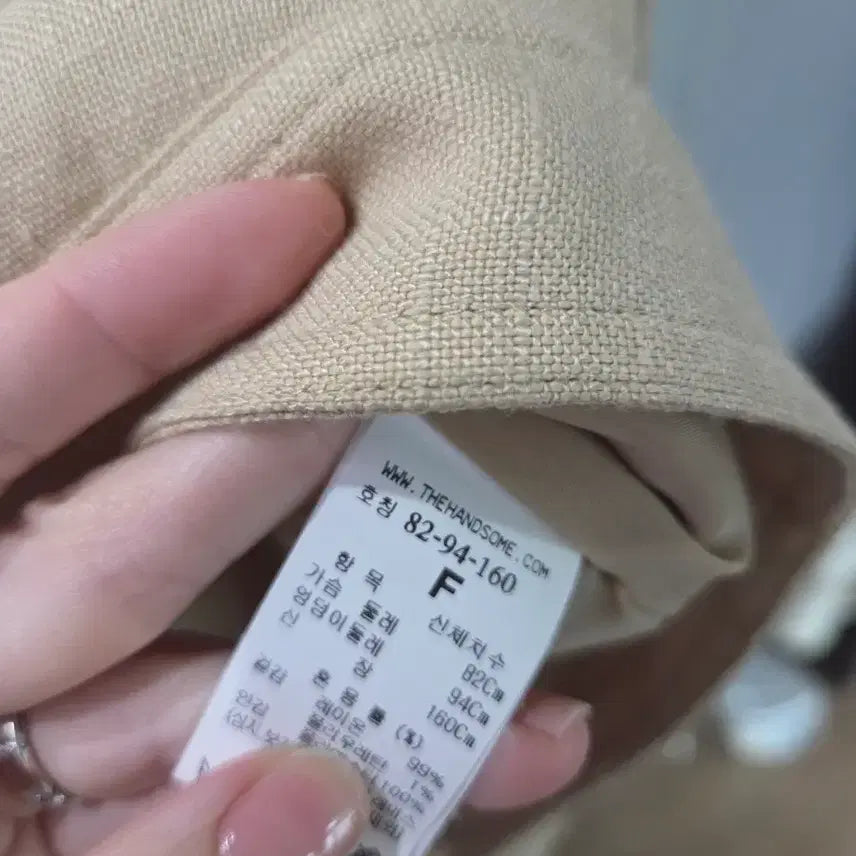 WWW.THEHANDSOME.COM
호칭 82-94-160
F
항 목 신체치수
가슴 둘레 82Cm
엉덩이둘레 94Cm
신 장 160Cm
혼 용 률 (%)
겉감 레이온 99%
폴리우레탄 1%
안감 100%